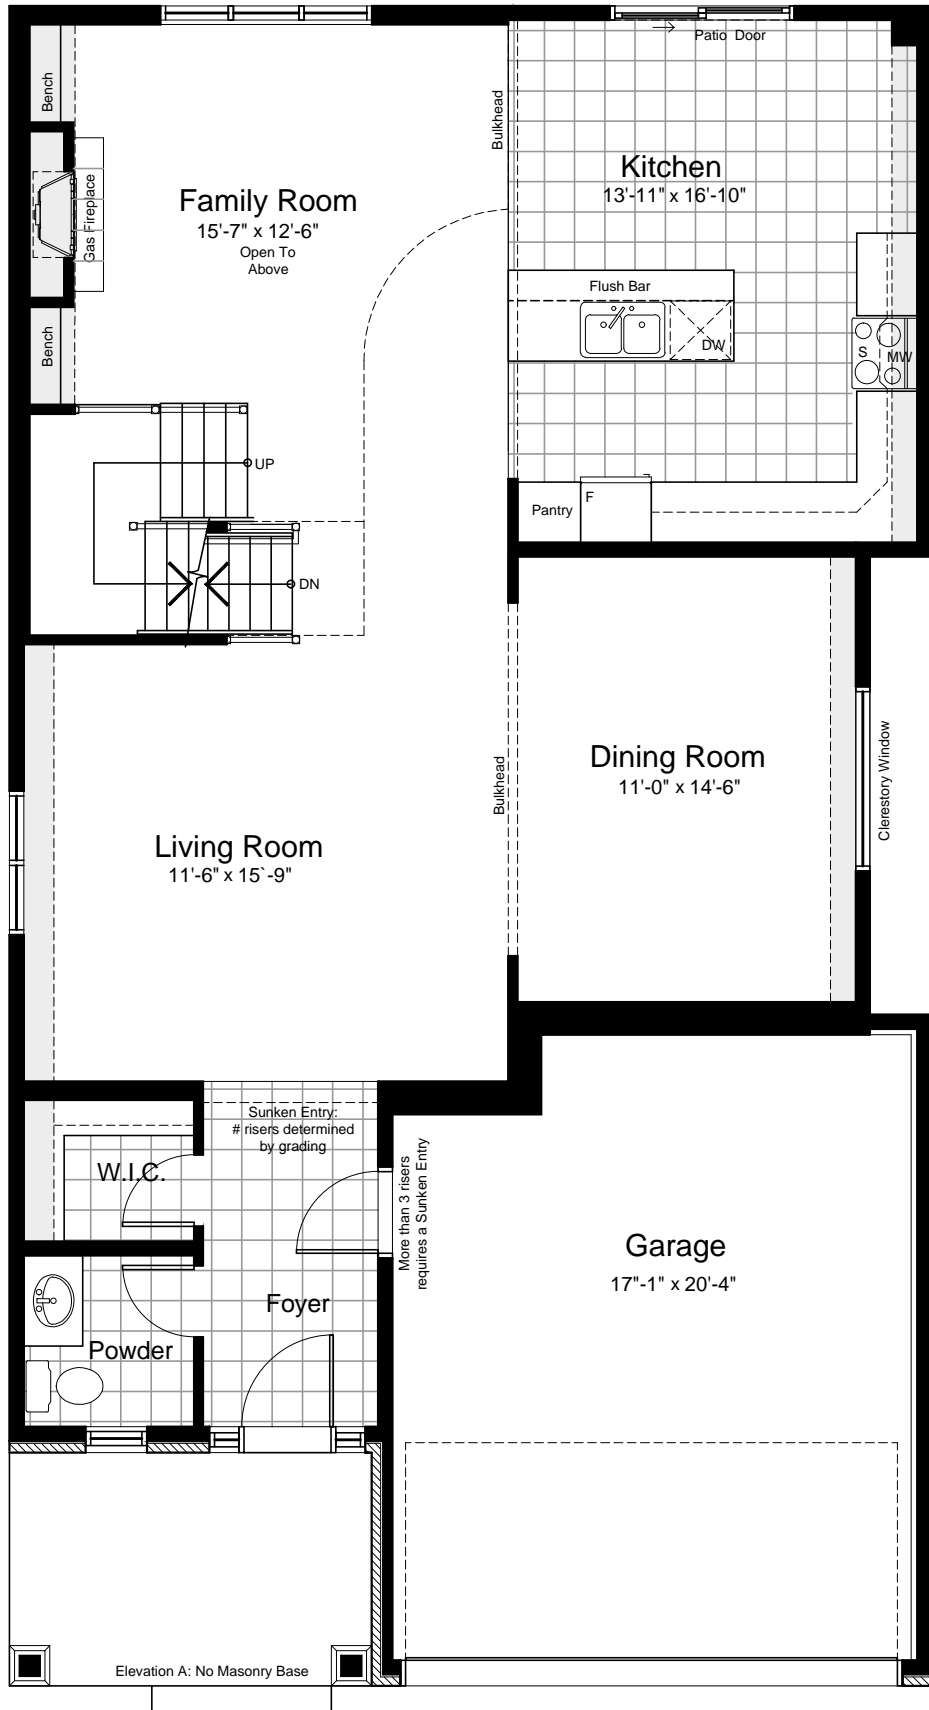 Patio Door
Bench
Bulkhead
Kitchen
13'-11" x 16'-10"
Family Room
15'-7" x 12'-6"
Open To
Above
Gas Fireplace
Flush Bar
DW
S
MW
Bench
UP
F
Pantry
DN
Dining Room
11'-0" x 14'-6"
Bulkhead
Clerestory Window
Living Room
11'-6" x 15`-9"
Sunken Entry:
# risers determined
by grading
W.I.C.
More than 3 risers
requires a Sunken Entry
Garage
17"-1" x 20'-4"
Foyer
Powder
Elevation A: No Masonry Base